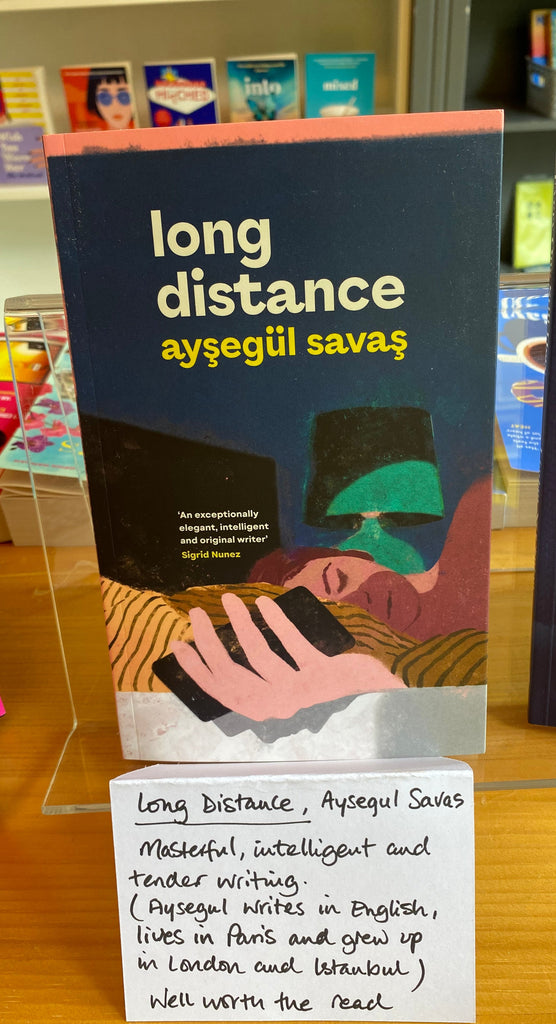 into
mixed
long
distance
ayşegül savaş
'An exceptionally
elegant, intelligent
and original writer'
Sigrid Nunez
Long Distance, Aysegul Savas
Masterful, intelligent and
tender writing.
(Aysegul writes in English,
lives in Paris and grew up
in London and Istanbul)
Well worth the read